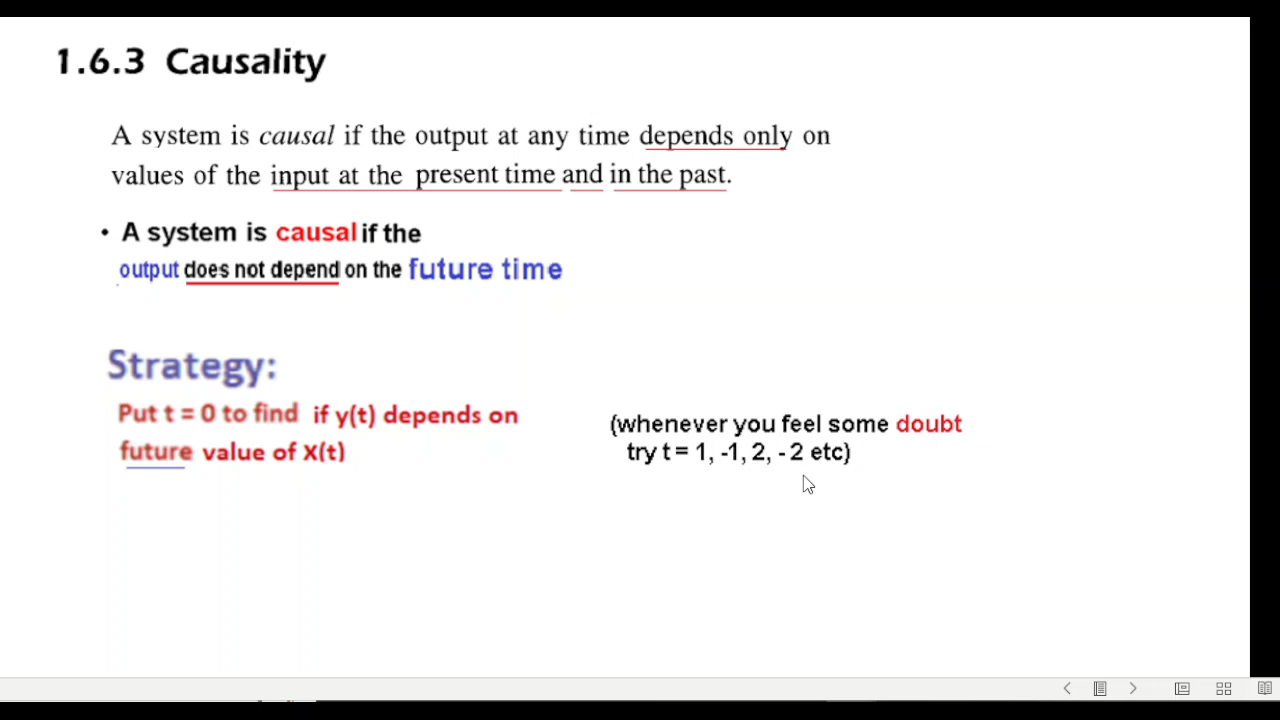 1.6.3 Causality
A system is causal if the output at any time depends only on
values of the input at the present time and in the past.
• A system is causal if the
output does not depend on the future time
Strategy:
Put t = 0 to find if y(t) depends on
future value of X(t)
(whenever you feel some doubt
try t = 1, -1, 2, - 2 etc)